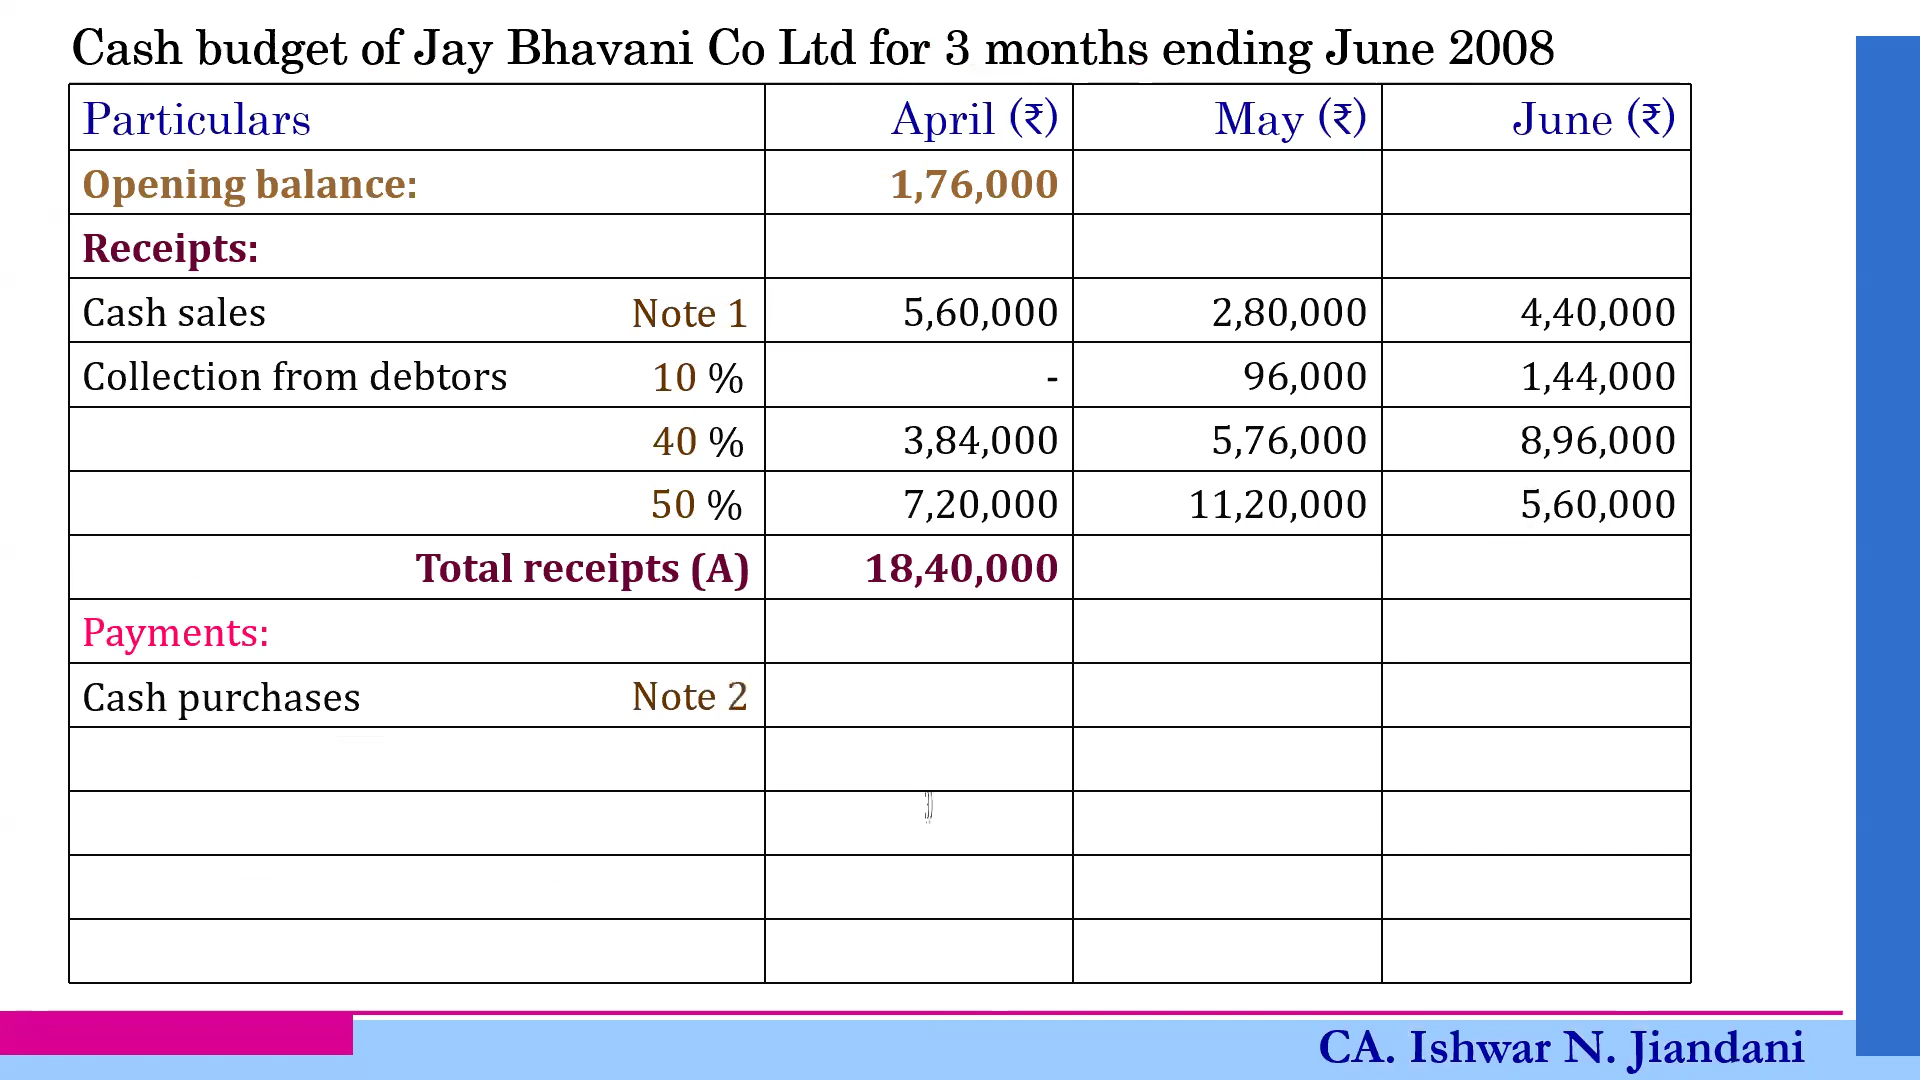 Cash budget of Jay Bhavani Co Ltd for 3 months ending June 2008
Particulars April (₹) May (₹) June (₹)
Opening balance: 1,76,000
Receipts:
Cash sales Note 1 5,60,000 2,80,000 4,40,000
Collection from debtors 10 % - 96,000 1,44,000
40 % 3,84,000 5,76,000 8,96,000
50 % 7,20,000 11,20,000 5,60,000
Total receipts (A) 18,40,000
Payments:
Cash purchases Note 2
CA. Ishwar N. Jiandani